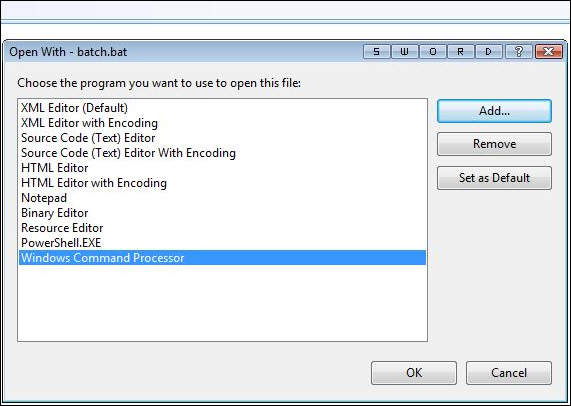 Open With - batch.bat
S W O R D ?
Choose the program you want to use to open this file:
XML Editor (Default)
XML Editor with Encoding
Source Code (Text) Editor
Source Code (Text) Editor With Encoding
HTML Editor
HTML Editor with Encoding
Notepad
Binary Editor
Resource Editor
PowerShell.EXE
Windows Command Processor
Add...
Remove
Set as Default
OK
Cancel